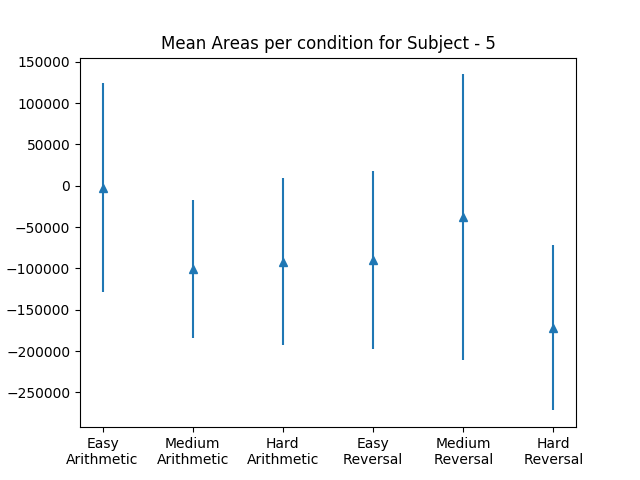 Mean Areas per condition for Subject - 5
150000
100000
50000
0
−50000
−100000
−150000
−200000
−250000
Easy
Arithmetic
Medium
Arithmetic
Hard
Arithmetic
Easy
Reversal
Medium
Reversal
Hard
Reversal